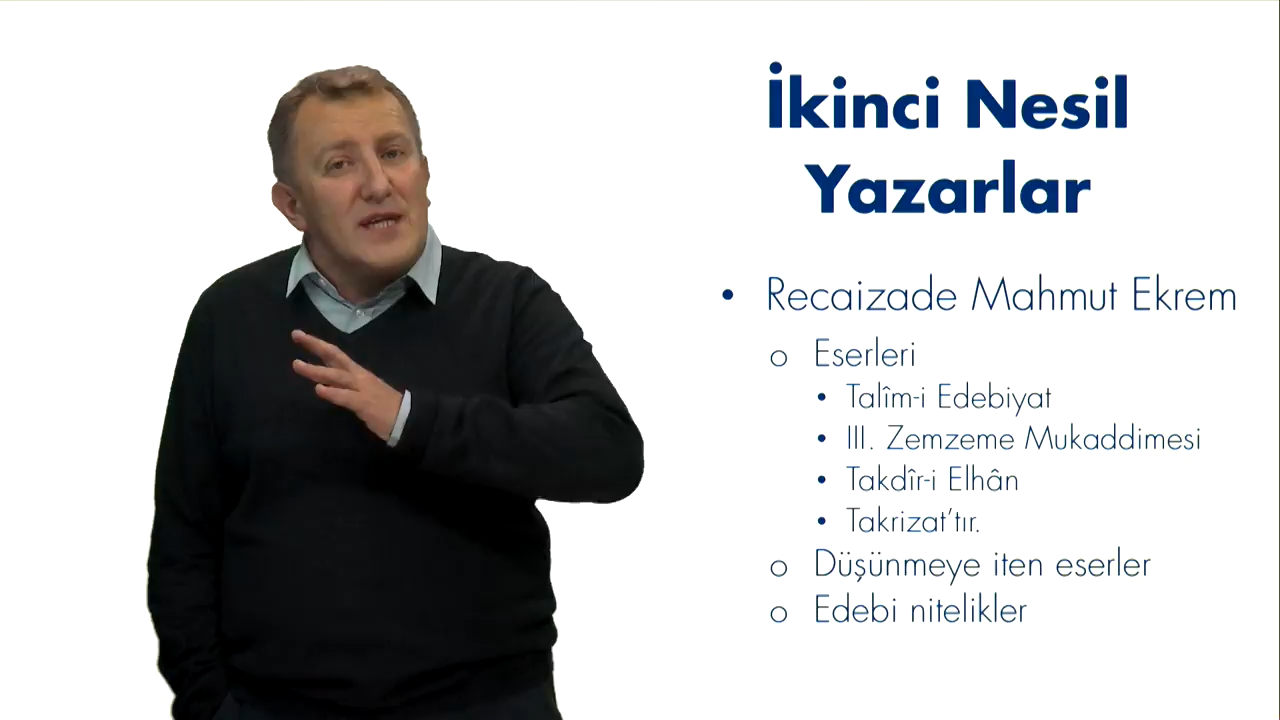 İkinci Nesil
Yazarlar
• Recaizade Mahmut Ekrem
o Eserleri
• Talîm-i Edebiyat
• III. Zemzeme Mukaddimesi
• Takdîr-i Elhân
• Takrizat’tır.
o Düşünmeye iten eserler
o Edebi nitelikler